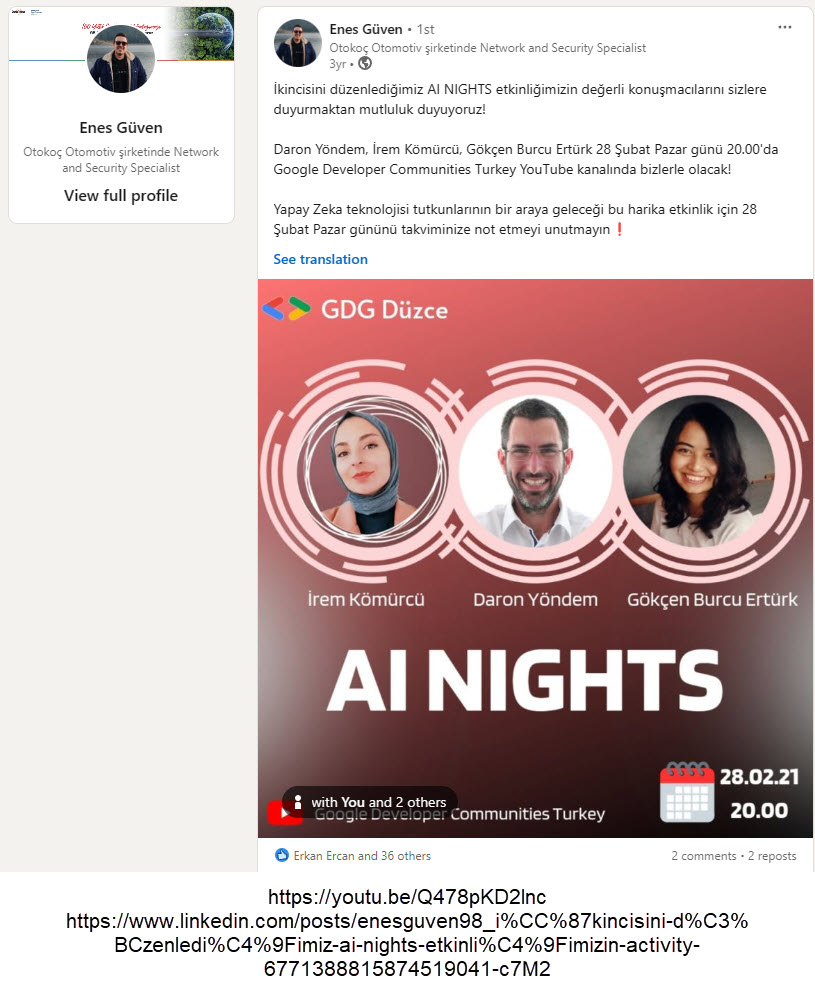 Enes Güven
Otokoç Otomotiv şirketinde Network
and Security Specialist
View full profile
Enes Güven • 1st
Otokoç Otomotiv şirketinde Network and Security Specialist
3yr •
İkincisini düzenlediğimiz AI NIGHTS etkinliğimizin değerli konuşmacılarını sizlere
duyurmaktan mutluluk duyuyoruz!
Daron Yöndem, İrem Kömürcü, Gökçen Burcu Ertürk 28 Şubat Pazar günü 20.00'da
Google Developer Communities Turkey YouTube kanalında bizlerle olacak!
Yapay Zeka teknolojisi tutkunlarının bir araya geleceği bu harika etkinlik için 28
Şubat Pazar gününü takviminize not etmeyi unutmayın❗
See translation
GDG Düzce
İrem Kömürcü
Daron Yöndem
Gökçen Burcu Ertürk
AI NIGHTS
28.02.21
20.00
with You and 2 others
Google Developer Communities Turkey
Erkan Ercan and 36 others
2 comments • 2 reposts
https://youtu.be/Q478pKD2lnc
https://www.linkedin.com/posts/enesguven98_i%CC%87kincisini-d%C3%
BCzenledi%C4%9Fimiz-ai-nights-etkinli%C4%9Fimizin-activity-
6771388815874519041-c7M2